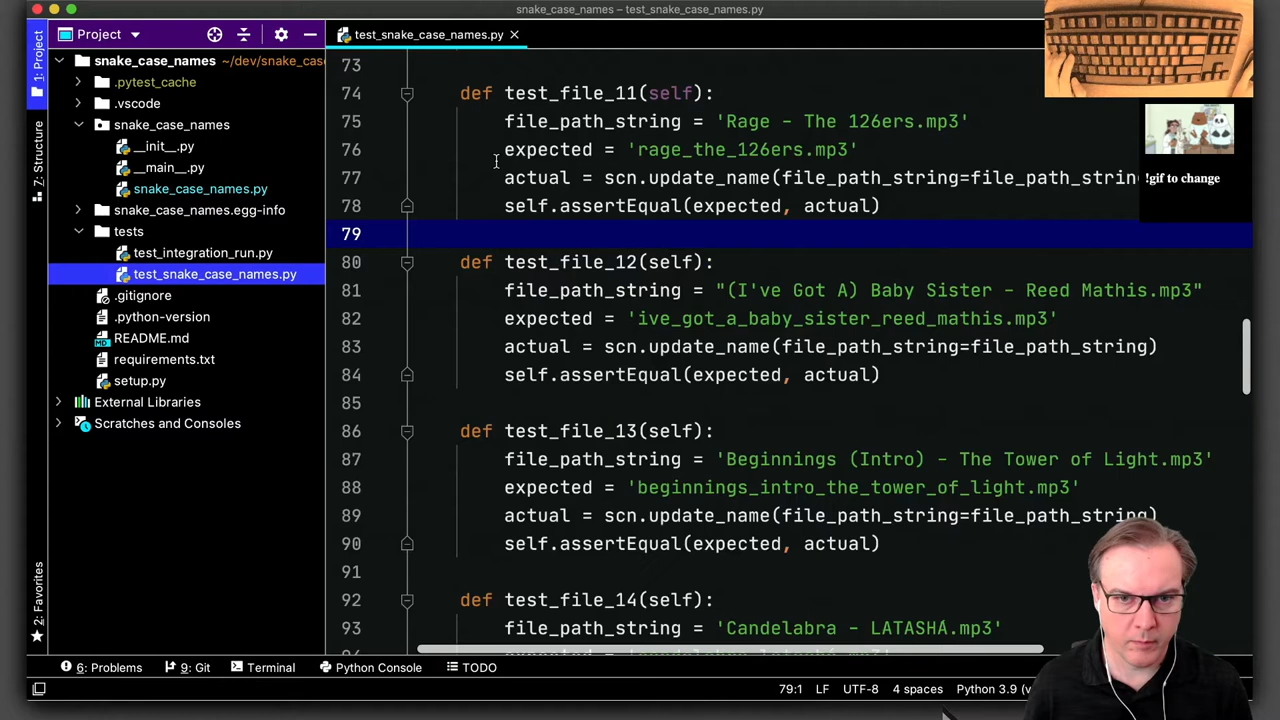 snake_case_names – test_snake_case_names.py
Project
test_snake_case_names.py
1: Project
7: Structure
2: Favorites
snake_case_names ~/dev/snake_cas
.pytest_cache
.vscode
snake_case_names
__init__.py
__main__.py
snake_case_names.py
snake_case_names.egg-info
tests
test_integration_run.py
test_snake_case_names.py
.gitignore
.python-version
README.md
requirements.txt
setup.py
External Libraries
Scratches and Consoles
73
74 def test_file_11(self):
75 file_path_string = 'Rage - The 126ers.mp3'
76 expected = 'rage_the_126ers.mp3'
77 actual = scn.update_name(file_path_string=file_path_string
78 self.assertEqual(expected, actual)
79
80 def test_file_12(self):
81 file_path_string = "(I've Got A) Baby Sister - Reed Mathis.mp3"
82 expected = 'ive_got_a_baby_sister_reed_mathis.mp3'
83 actual = scn.update_name(file_path_string=file_path_string)
84 self.assertEqual(expected, actual)
85
86 def test_file_13(self):
87 file_path_string = 'Beginnings (Intro) - The Tower of Light.mp3'
88 expected = 'beginnings_intro_the_tower_of_light.mp3'
89 actual = scn.update_name(file_path_string=file_path_string)
90 self.assertEqual(expected, actual)
91
92 def test_file_14(self):
93 file_path_string = 'Candelabra - LATASHÁ.mp3'
!gif to change
6: Problems
9: Git
Terminal
Python Console
TODO
79:1 LF UTF-8 4 spaces Python 3.9